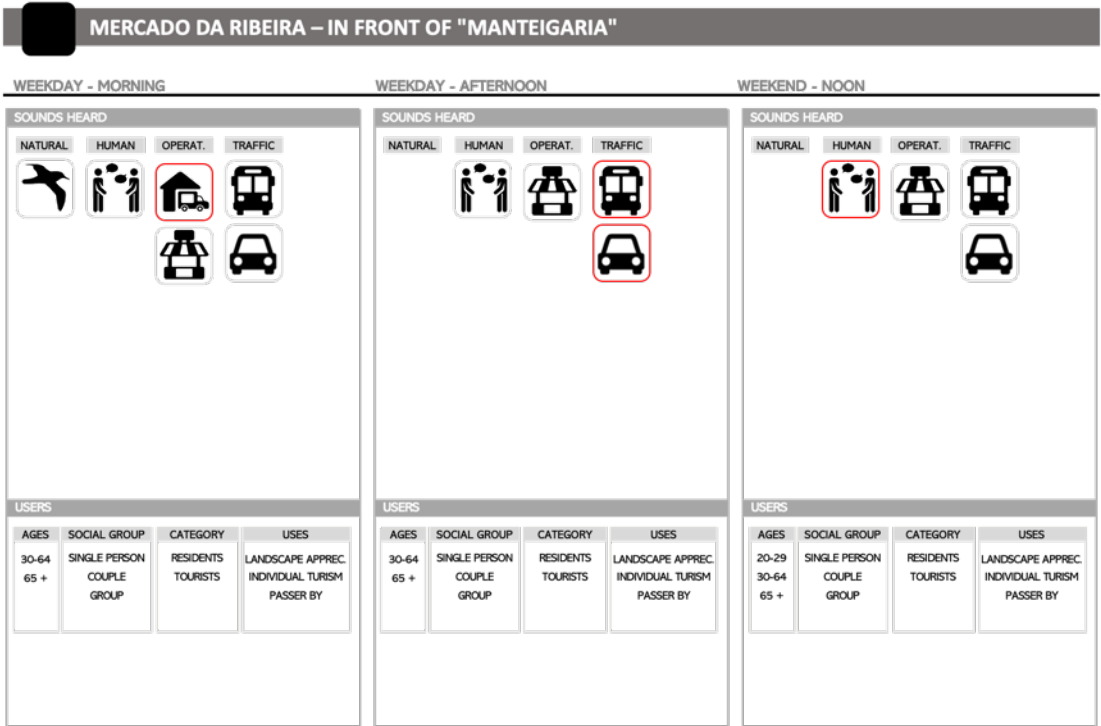 MERCADO DA RIBEIRA – IN FRONT OF "MANTEIGARIA"
WEEKDAY - MORNING
SOUNDS HEARD
NATURAL HUMAN OPERAT. TRAFFIC
USERS
AGES SOCIAL GROUP CATEGORY USES
30-64 SINGLE PERSON RESIDENTS LANDSCAPE APPREC.
65 + COUPLE TOURISTS INDIVIDUAL TURISM
GROUP PASSER BY
WEEKDAY - AFTERNOON
SOUNDS HEARD
NATURAL HUMAN OPERAT. TRAFFIC
USERS
AGES SOCIAL GROUP CATEGORY USES
30-64 SINGLE PERSON RESIDENTS LANDSCAPE APPREC.
65 + COUPLE TOURISTS INDIVIDUAL TURISM
GROUP PASSER BY
WEEKEND - NOON
SOUNDS HEARD
NATURAL HUMAN OPERAT. TRAFFIC
USERS
AGES SOCIAL GROUP CATEGORY USES
20-29 SINGLE PERSON RESIDENTS LANDSCAPE APPREC.
30-64 COUPLE TOURISTS INDIVIDUAL TURISM
65 + GROUP PASSER BY